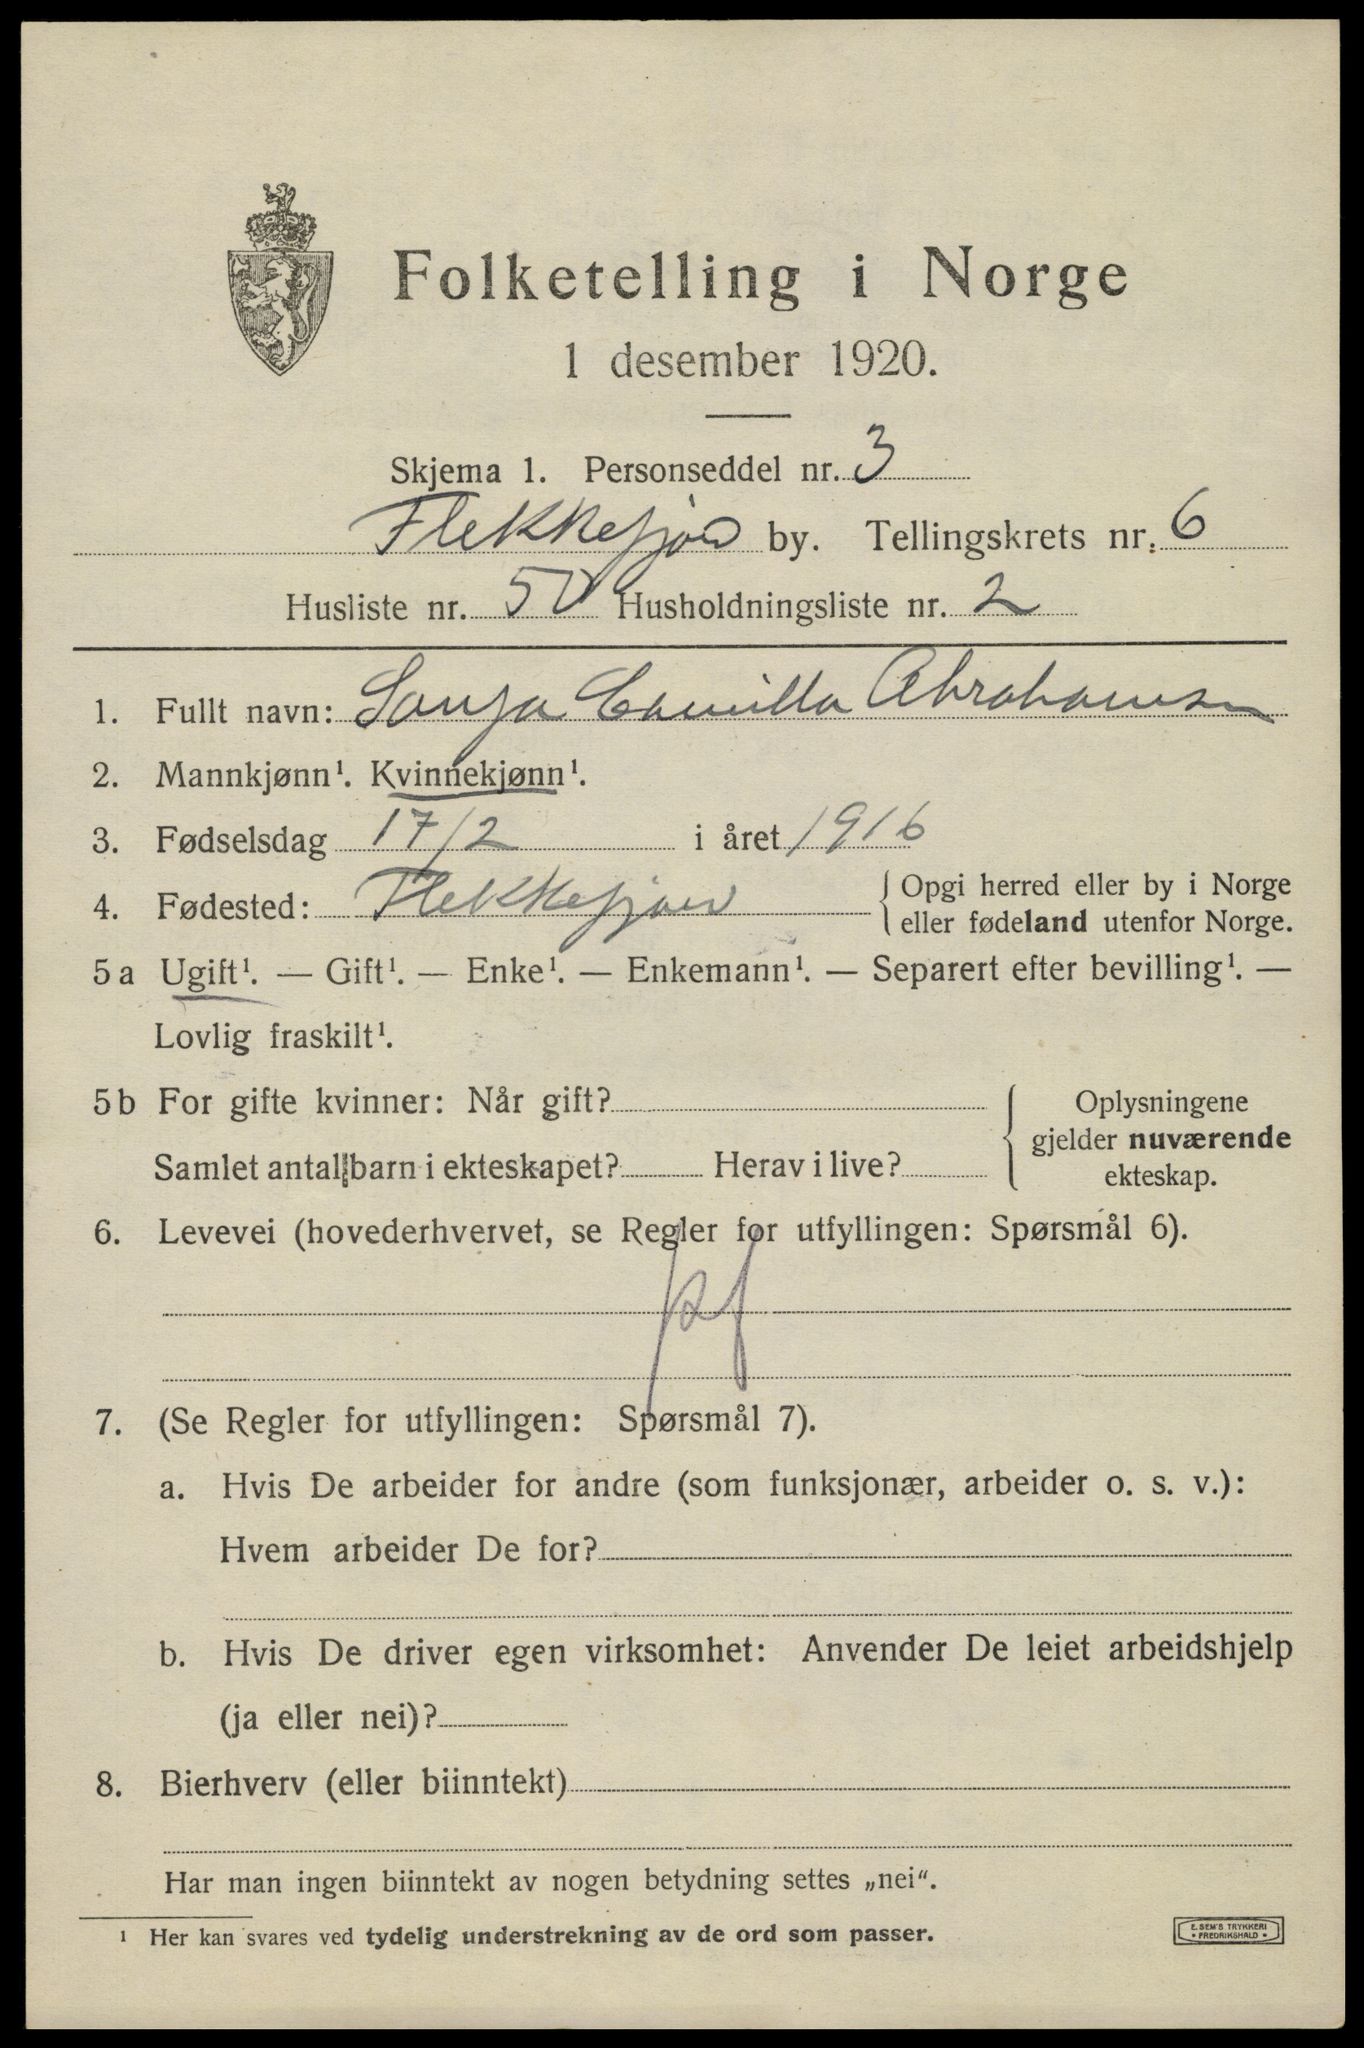 Folketelling i Norge
1 desember 1920.
Skjema 1. Personseddel nr. 3
Flekkefjord by. Tellingskrets nr. 6
Husliste nr. 50 Husholdningsliste nr. 2
1. Fullt navn: Sonja Camilla Abrahamsen
2. Mannkjønn¹. Kvinnekjønn¹.
3. Fødselsdag 17/2 i året 1916
4. Fødested: Flekkefjord { Opgi herred eller by i Norge
eller fødeland utenfor Norge.
5 a Ugift¹. — Gift¹. — Enke¹. — Enkemann¹. — Separert efter bevilling¹. —
Lovlig fraskilt¹.
5 b For gifte kvinner: Når gift?
Samlet antal barn i ekteskapet? Herav i live?
{ Oplysningene
gjelder nuværende
ekteskap.
6. Levevei (hovederhvervet, se Regler for utfyllingen: Spørsmål 6).
7. (Se Regler for utfyllingen: Spørsmål 7).
a. Hvis De arbeider for andre (som funksjonær, arbeider o. s. v.):
Hvem arbeider De for?
b. Hvis De driver egen virksomhet: Anvender De leiet arbeidshjelp
(ja eller nei)?
8. Bierhverv (eller biinntekt)
Har man ingen biinntekt av nogen betydning settes „nei“.
¹ Her kan svares ved tydelig understrekning av de ord som passer.
E. SEM'S TRYKKERI
• FREDRIKSHALD •